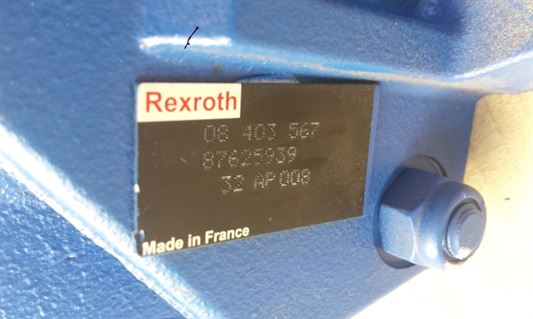 Rexroth
08 403 567
87625939
32 AP008
Made in France